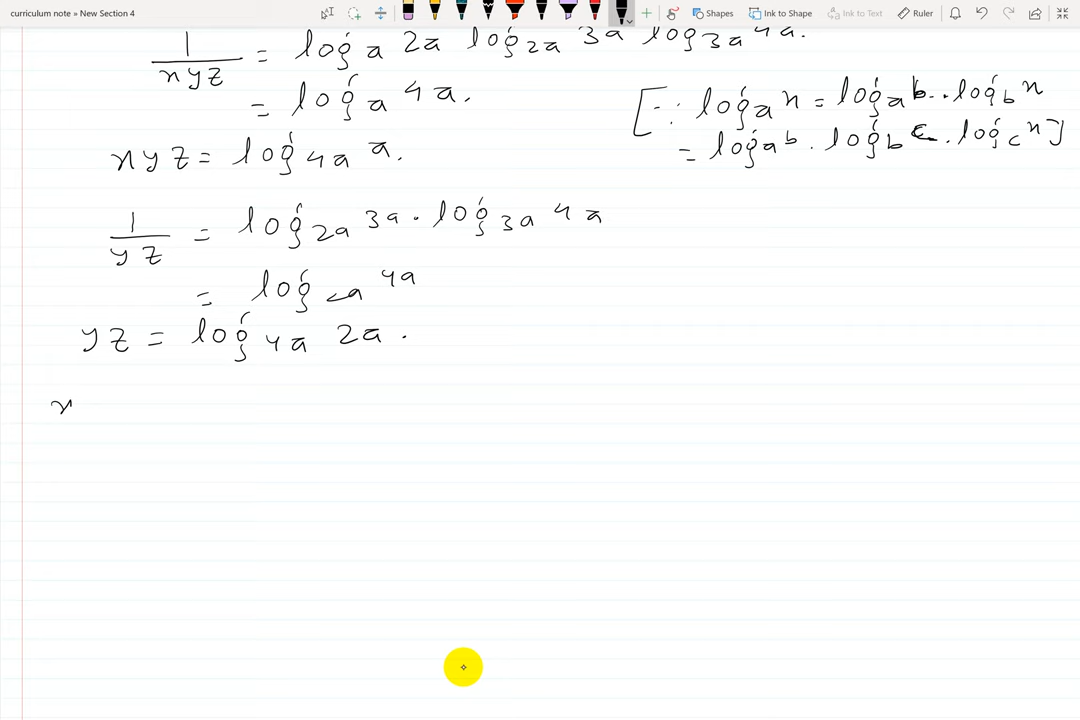 curriculum note » New Section 4
Shapes Ink to Shape Ink to Text Ruler
1/xyz = log_a 2a log_2a 3a log_3a 4a.
= log_a 4a.
[∵ log_a x = log_a b . log_b x
= log_a b . log_b c . log_c x]
xyz = log_4a a.
1/yz = log_2a 3a . log_3a 4a
= log_2a 4a
yz = log_4a 2a .
x